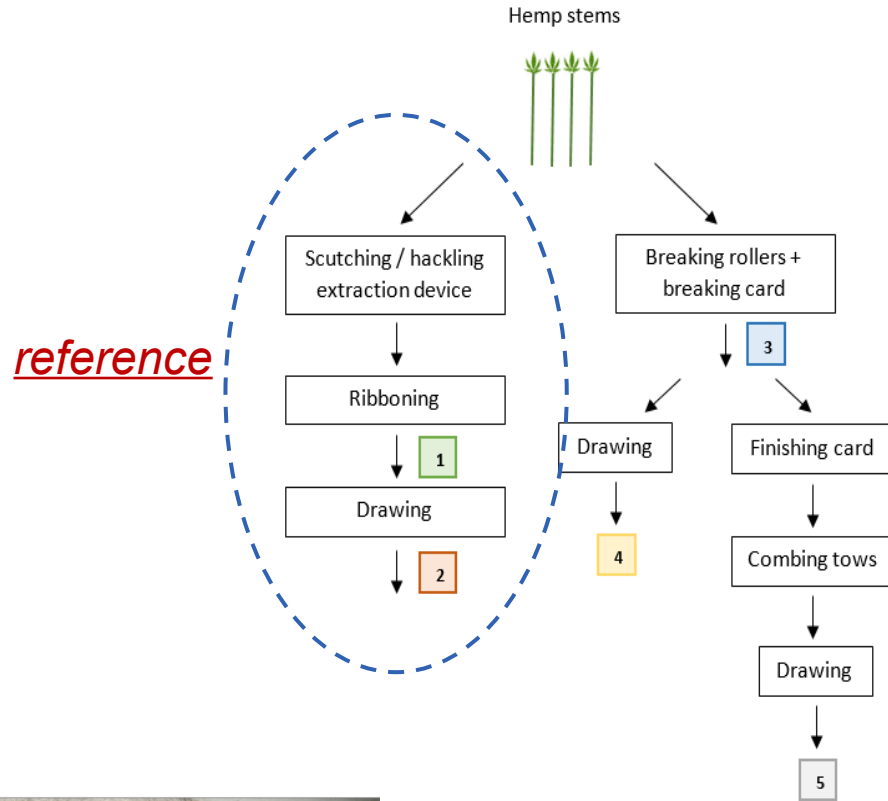 Hemp stems
reference
Scutching / hackling
extraction device
Ribboning
1
Drawing
2
Breaking rollers +
breaking card
3
Drawing
4
Finishing card
Combing tows
Drawing
5